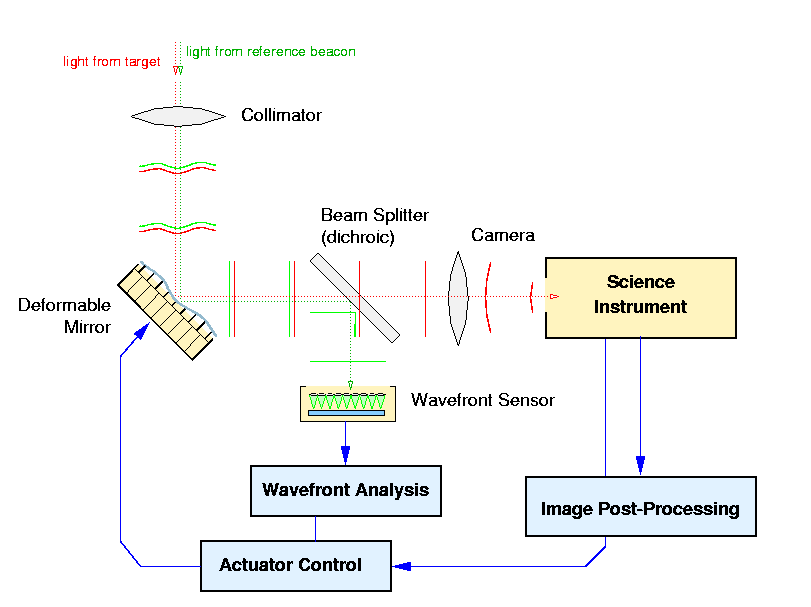 light from reference beacon
light from target
Collimator
Beam Splitter
(dichroic)
Camera
Science
Instrument
Deformable
Mirror
Wavefront Sensor
Wavefront Analysis
Image Post-Processing
Actuator Control